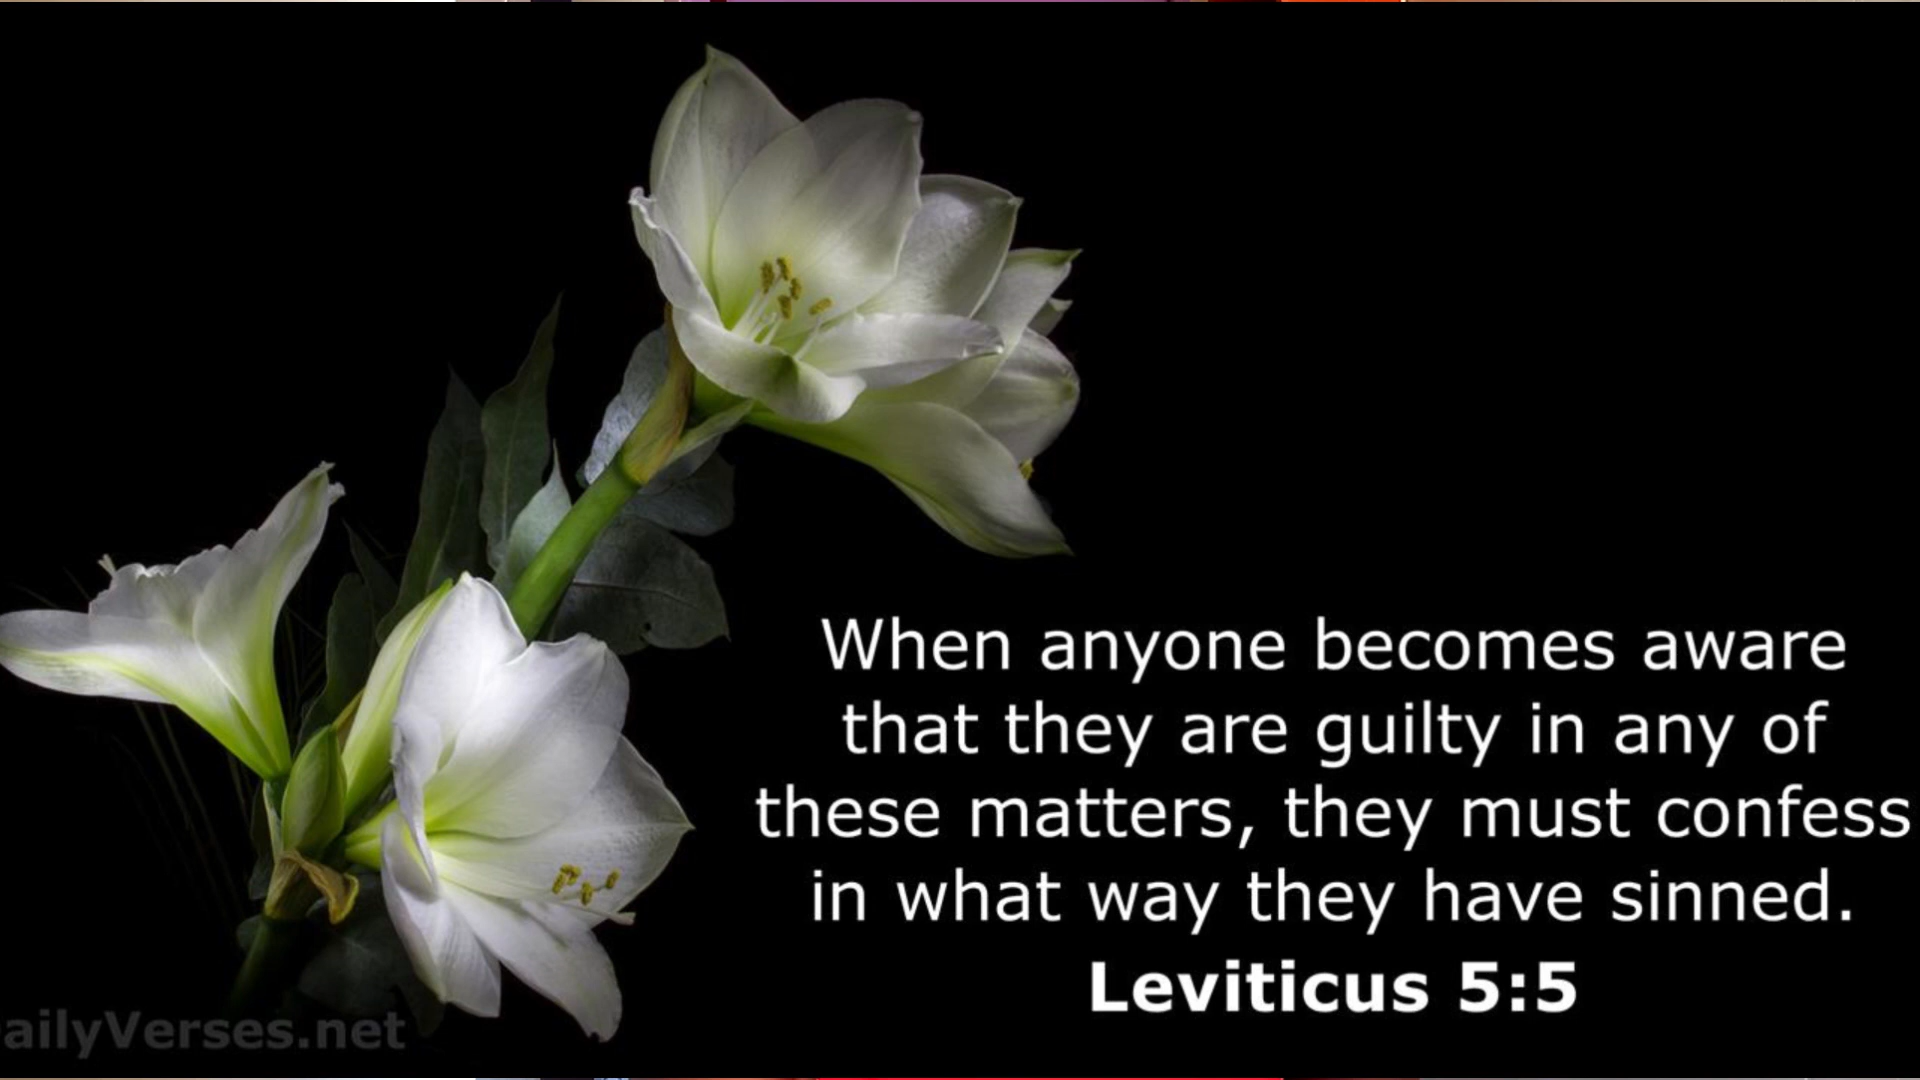 When anyone becomes aware
that they are guilty in any of
these matters, they must confess
in what way they have sinned.
Leviticus 5:5
ailyVerses.net